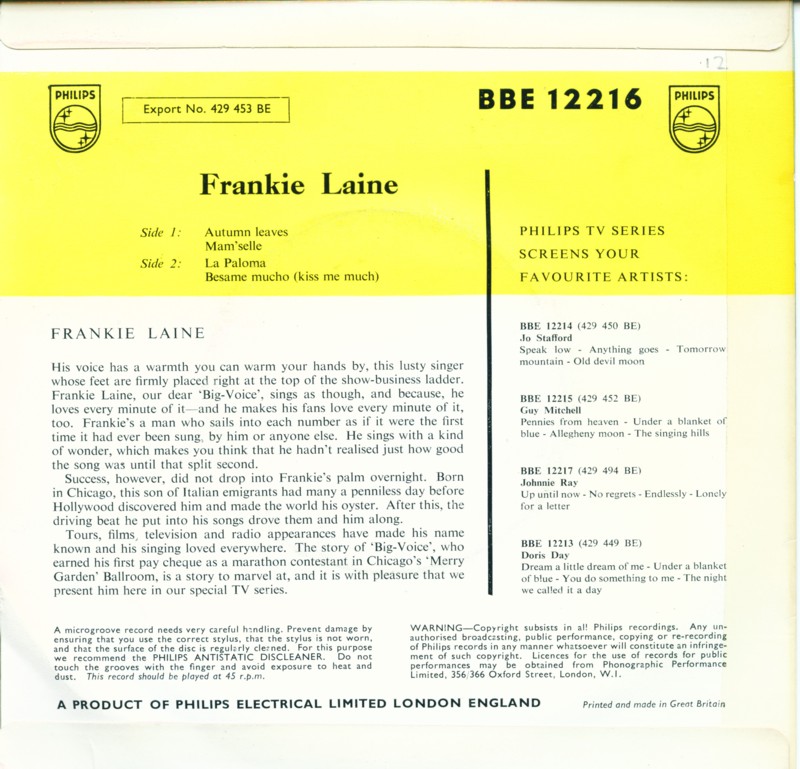 '12
PHILIPS
Export No. 429 453 BE
BBE 12216
PHILIPS
Frankie Laine
Side 1: Autumn leaves
Mam'selle
Side 2: La Paloma
Besame mucho (kiss me much)
PHILIPS TV SERIES
SCREENS YOUR
FAVOURITE ARTISTS:
FRANKIE LAINE
His voice has a warmth you can warm your hands by, this lusty singer
whose feet are firmly placed right at the top of the show-business ladder.
Frankie Laine, our dear 'Big-Voice', sings as though, and because, he
loves every minute of it—and he makes his fans love every minute of it,
too. Frankie's a man who sails into each number as if it were the first
time it had ever been sung, by him or anyone else. He sings with a kind
of wonder, which makes you think that he hadn't realised just how good
the song was until that split second.
Success, however, did not drop into Frankie's palm overnight. Born
in Chicago, this son of Italian emigrants had many a penniless day before
Hollywood discovered him and made the world his oyster. After this, the
driving beat he put into his songs drove them and him along.
Tours, films, television and radio appearances have made his name
known and his singing loved everywhere. The story of 'Big-Voice', who
earned his first pay cheque as a marathon contestant in Chicago's 'Merry
Garden' Ballroom, is a story to marvel at, and it is with pleasure that we
present him here in our special TV series.
BBE 12214 (429 450 BE)
Jo Stafford
Speak low - Anything goes - Tomorrow
mountain - Old devil moon
BBE 12215 (429 452 BE)
Guy Mitchell
Pennies from heaven - Under a blanket of
blue - Allegheny moon - The singing hills
BBE 12217 (429 494 BE)
Johnnie Ray
Up until now - No regrets - Endlessly - Lonely
for a letter
BBE 12213 (429 449 BE)
Doris Day
Dream a little dream of me - Under a blanket
of blue - You do something to me - The night
we called it a day
A microgroove record needs very careful handling. Prevent damage by
ensuring that you use the correct stylus, that the stylus is not worn,
and that the surface of the disc is regularly cleaned. For this purpose
we recommend the PHILIPS ANTISTATIC DISCLEANER. Do not
touch the grooves with the finger and avoid exposure to heat and
dust. This record should be played at 45 r.p.m.
WARNING—Copyright subsists in all Philips recordings. Any un-
authorised broadcasting, public performance, copying or re-recording
of Philips records in any manner whatsoever will constitute an infringe-
ment of such copyright. Licences for the use of records for public
performances may be obtained from Phonographic Performance
Limited, 356/366 Oxford Street, London, W.1.
A PRODUCT OF PHILIPS ELECTRICAL LIMITED LONDON ENGLAND
Printed and made in Great Britain